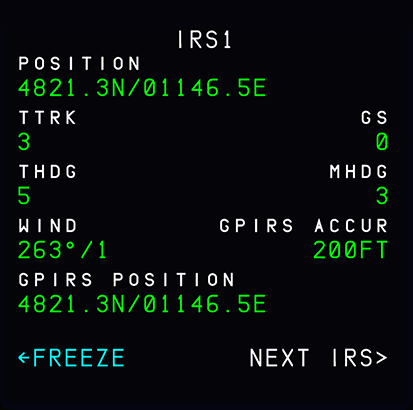 IRS1
POSITION
4821.3N/01146.5E
TTRK GS
3 0
THDG MHDG
5 3
WIND GPIRS ACCUR
263°/1 200FT
GPIRS POSITION
4821.3N/01146.5E
←FREEZE NEXT IRS>